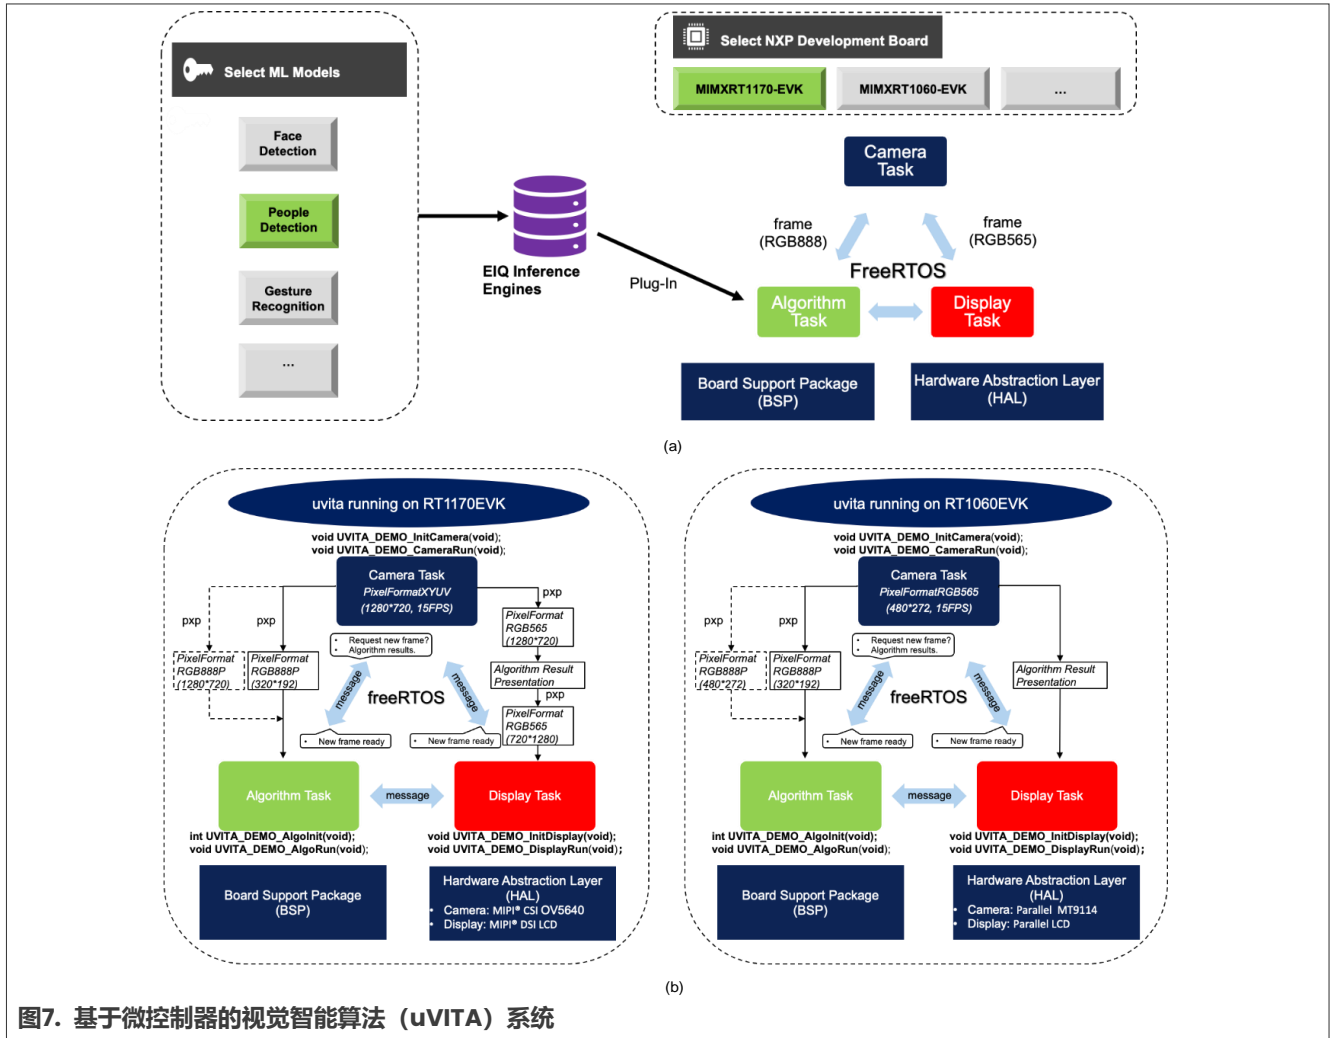 Select ML Models
Face
Detection
People
Detection
Gesture
Recognition
...
EIQ Inference
Engines
Plug-In
Select NXP Development Board
MIMXRT1170-EVK
MIMXRT1060-EVK
...
Camera
Task
frame
(RGB888)
frame
(RGB565)
FreeRTOS
Algorithm
Task
Display
Task
Board Support Package
(BSP)
Hardware Abstraction Layer
(HAL)
(a)
uvita running on RT1170EVK
void UVITA_DEMO_InitCamera(void);
void UVITA_DEMO_CameraRun(void);
Camera Task
PixelFormatXYUV
(1280*720, 15FPS)
pxp
pxp
pxp
PixelFormat
RGB888P
(1280*720)
PixelFormat
RGB888P
(320*192)
PixelFormat
RGB565
(1280*720)
• Request new frame?
• Algorithm results.
Algorithm Result
Presentation
pxp
message
message
freeRTOS
PixelFormat
RGB565
(720*1280)
• New frame ready
• New frame ready
Algorithm Task
message
Display Task
int UVITA_DEMO_AlgoInit(void);
void UVITA_DEMO_AlgoRun(void);
void UVITA_DEMO_InitDisplay(void);
void UVITA_DEMO_DisplayRun(void);
Board Support Package
(BSP)
Hardware Abstraction Layer
(HAL)
• Camera: MIPI® CSI OV5640
• Display: MIPI® DSI LCD
uvita running on RT1060EVK
void UVITA_DEMO_InitCamera(void);
void UVITA_DEMO_CameraRun(void);
Camera Task
PixelFormatRGB565
(480*272, 15FPS)
pxp
pxp
PixelFormat
RGB888P
(480*272)
PixelFormat
RGB888P
(320*192)
• Request new frame?
• Algorithm results.
Algorithm Result
Presentation
message
message
freeRTOS
• New frame ready
• New frame ready
Algorithm Task
message
Display Task
int UVITA_DEMO_AlgoInit(void);
void UVITA_DEMO_AlgoRun(void);
void UVITA_DEMO_InitDisplay(void);
void UVITA_DEMO_DisplayRun(void);
Board Support Package
(BSP)
Hardware Abstraction Layer
(HAL)
• Camera: Parallel MT9114
• Display: Parallel LCD
(b)
图7. 基于微控制器的视觉智能算法（uVITA）系统